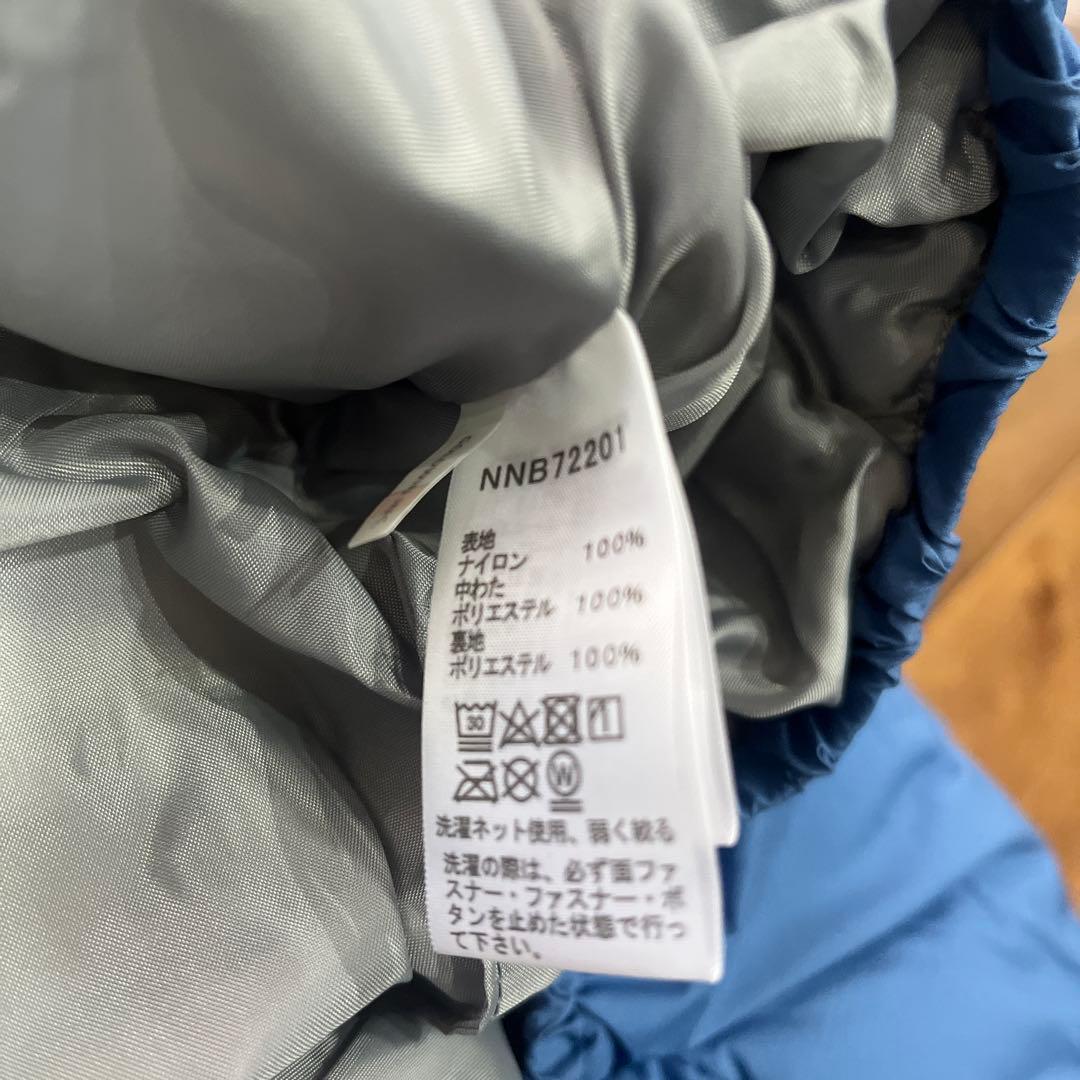 NNB72201
表地
ナイロン 100%
中わた
ポリエステル 100%
裏地
ポリエステル 100%
30
W
洗濯ネット使用、弱く絞る
洗濯の際は、必ず面ファ
スナー・ファスナー・ボ
タンを止めた状態で行っ
て下さい。